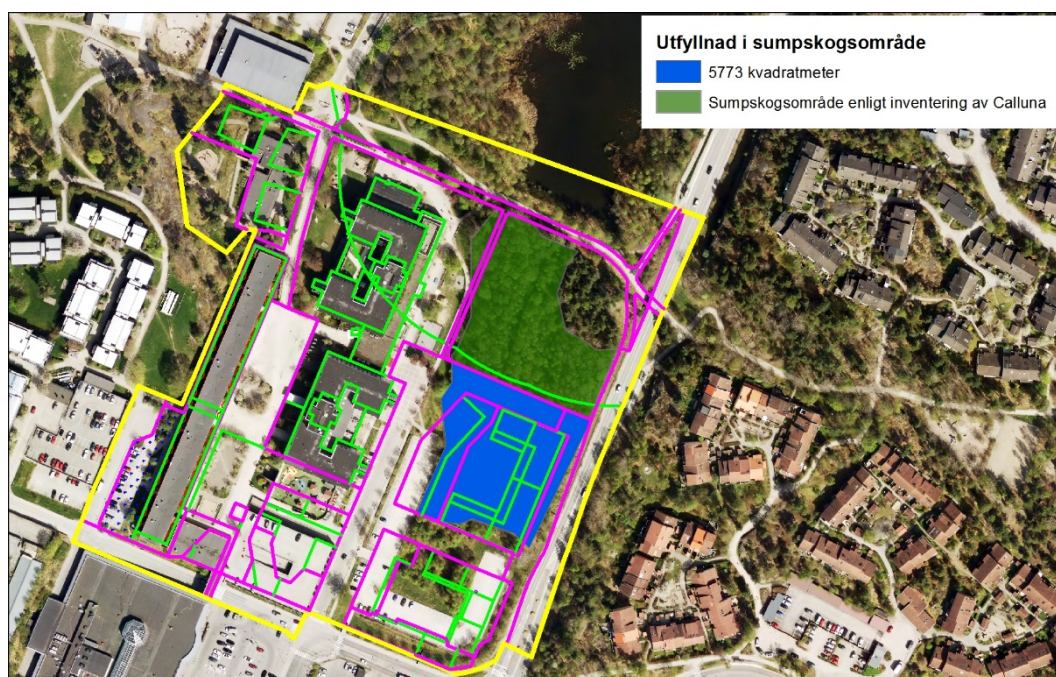 Utfyllnad i sumpskogsområde
5773 kvadratmeter
Sumpskogsområde enligt inventering av Calluna